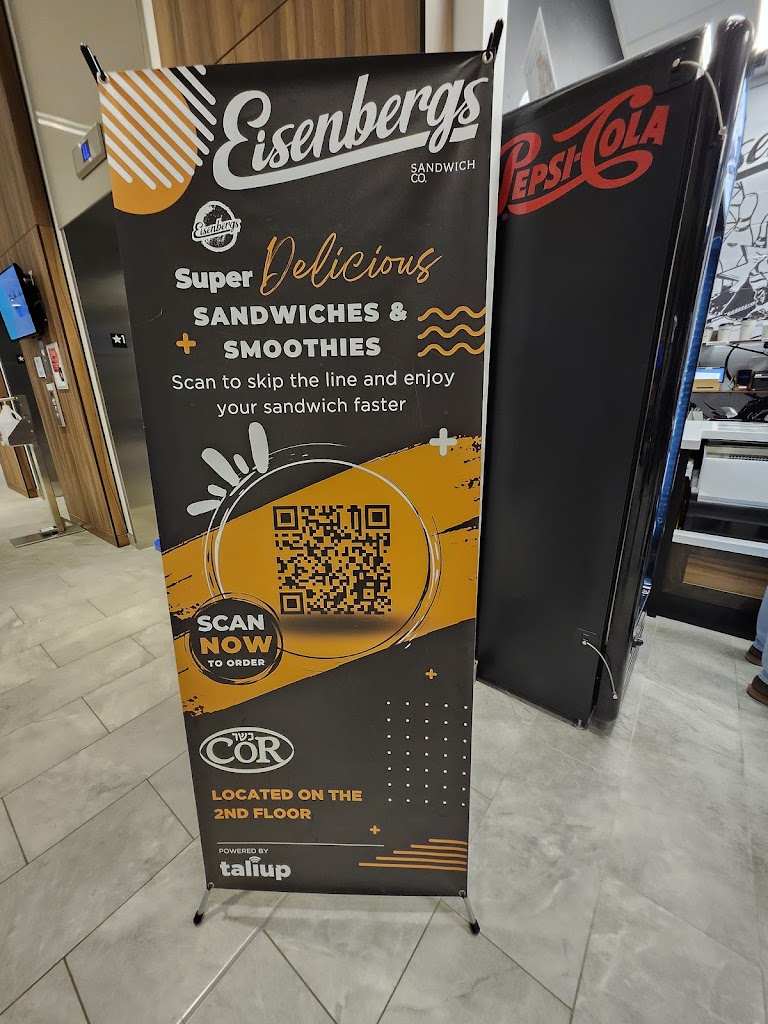 Eisenbergs
SANDWICH
CO.
Eisenbergs
Super Delicious
SANDWICHES &
SMOOTHIES
Scan to skip the line and enjoy
your sandwich faster
SCAN
NOW
TO ORDER
כשר
COR
LOCATED ON THE
2ND FLOOR
POWERED BY
taliup
PEPSI-COLA
★1